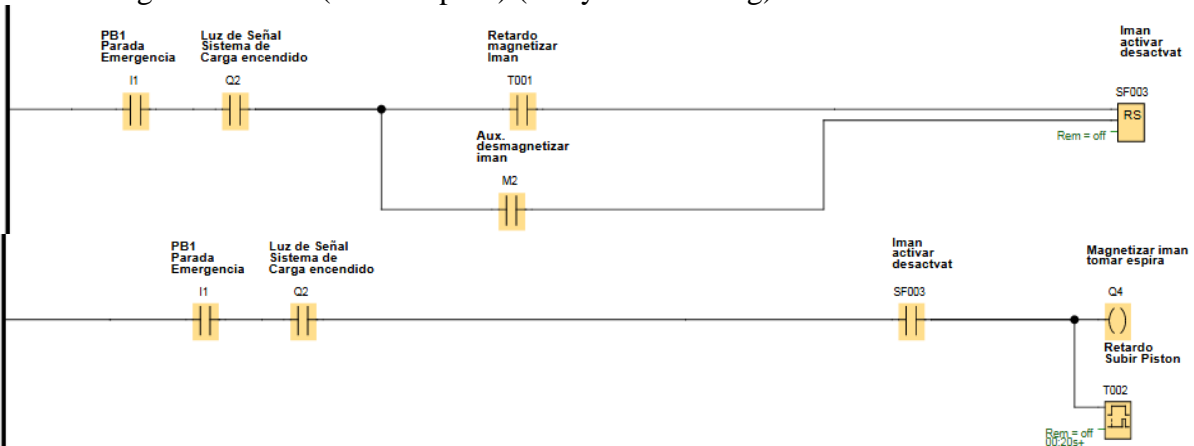 PB1
Parada
Emergencia
Luz de Señal
Sistema de
Carga encendido
Retardo
magnetizar
Iman
Iman
activar
desactvat
I1
Q2
T001
SF003
RS
Rem = off
Aux.
desmagnetizar
iman
M2
PB1
Parada
Emergencia
Luz de Señal
Sistema de
Carga encendido
Iman
activar
desactvat
Magnetizar iman
tomar espira
I1
Q2
SF003
Q4
Retardo
Subir Piston
T002
Rem = off
00:20s+